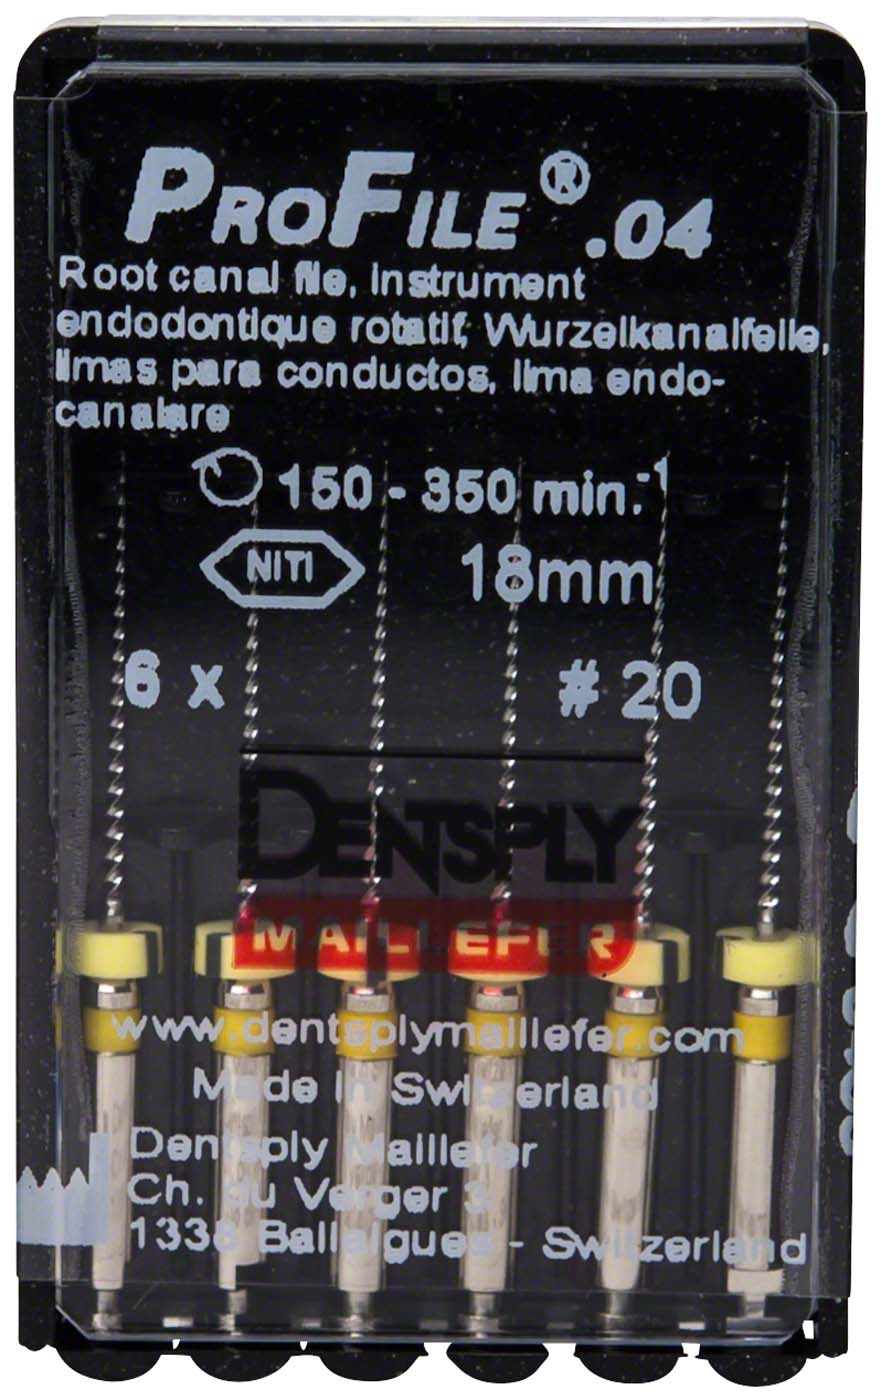 PROFILE® .04
Root canal file, instrument
endodontique rotatif, Wurzelkanalfeile,
limas para conductos, lima endo-
canalare
150 - 350 min.-1
NITI 18mm
6 x # 20
DENTSPLY
MAILLEFER
www.dentsplymaillefer.com
Made in Switzerland
Dentsply Maillefer
Ch. du Verger 3
1338 Ballaigues - Switzerland